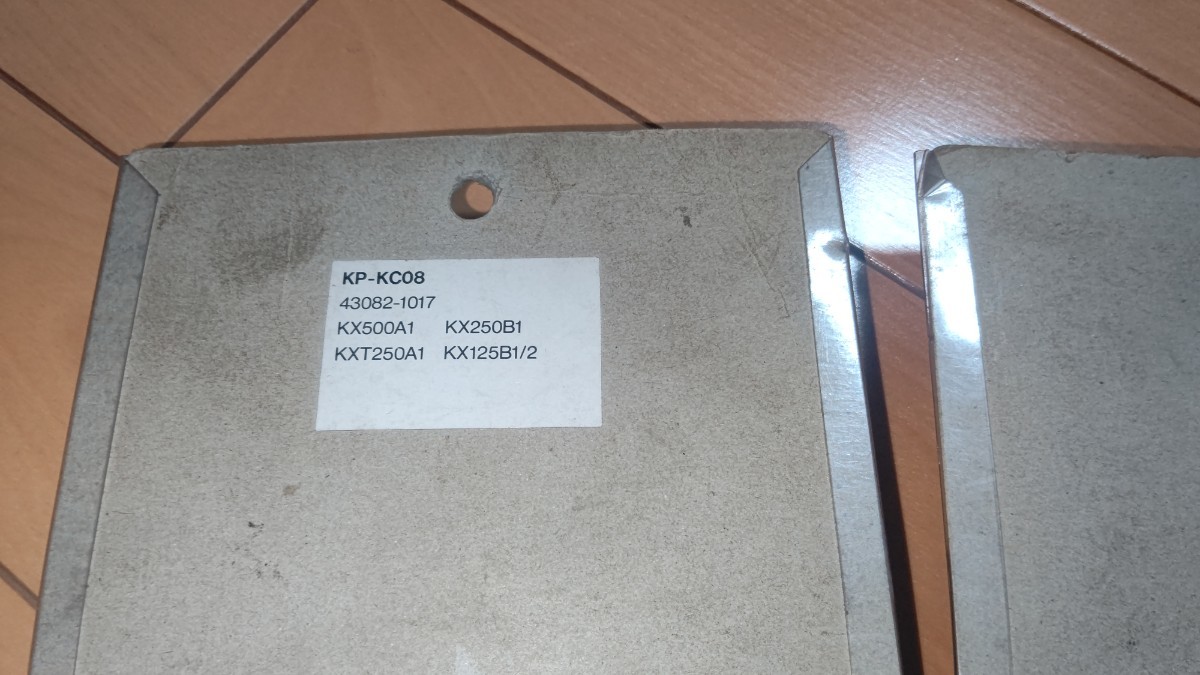 KP-KC08
43082-1017
KX500A1 KX250B1
KXT250A1 KX125B1/2